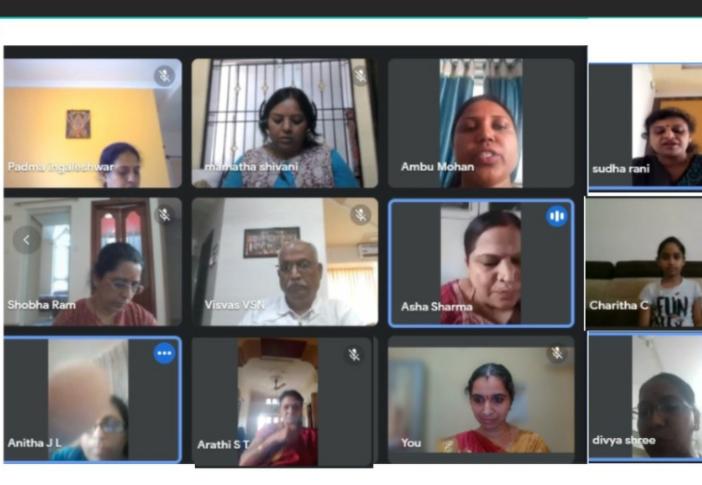 Padma Ingaleshwar
mamatha shivani
Ambu Mohan
sudha rani
Shobha Ram
Visvas VSN
Asha Sharma
Charitha C
FUN
Anitha J L
Arathi S T
You
divya shree